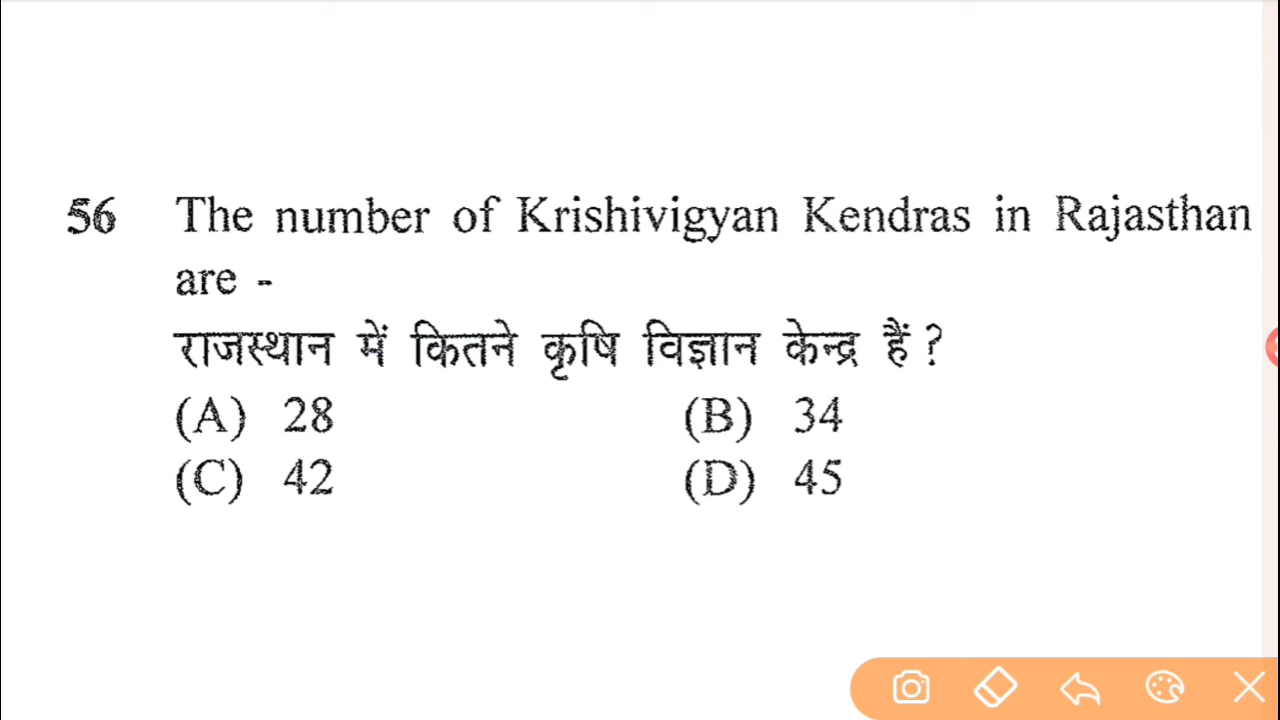 56 The number of Krishivigyan Kendras in Rajasthan
are -
राजस्थान में कितने कृषि विज्ञान केन्द्र हैं ?
(A) 28 (B) 34
(C) 42 (D) 45